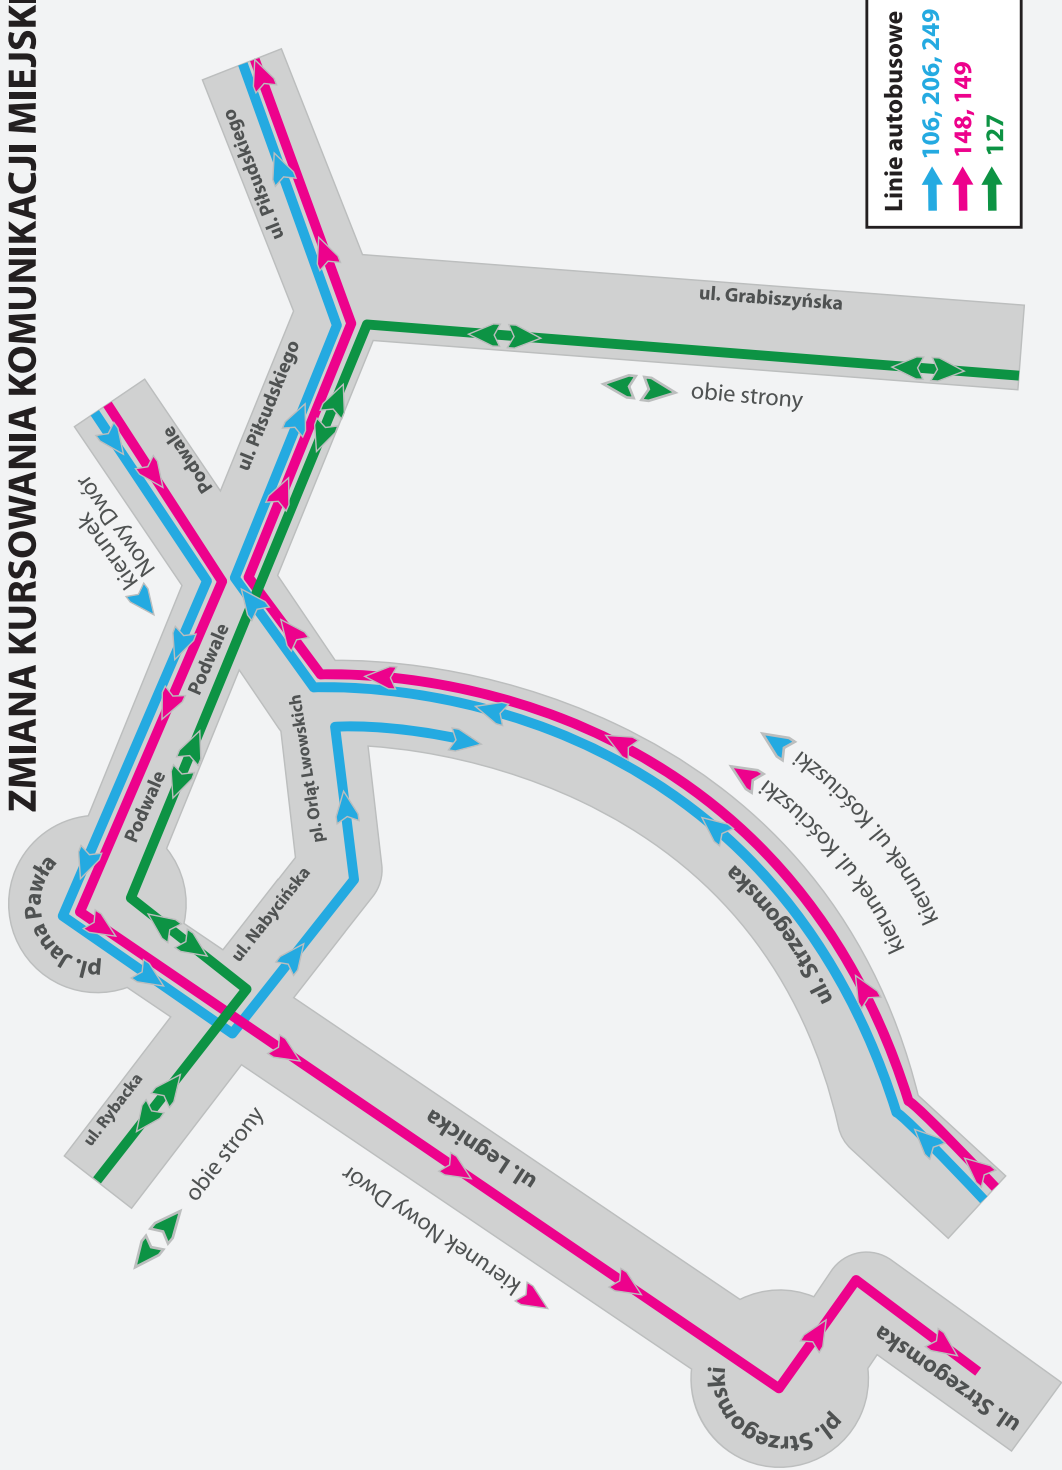 ZMIANA KURSOWANIA KOMUNIKACJI MIEJSKI
Linie autobusowe
106, 206, 249
148, 149
127
ul. Piłsudskiego
ul. Grabiszyńska
obie strony
ul. Piłsudskiego
Podwale
kierunek
Nowy Dwór
Podwale
Podwale
pl. Orląt Lwowskich
pl. Jana Pawła
ul. Nabycińska
ul. Rybacka
obie strony
ul. Strzegomska
kierunek ul. Kościuszki
kierunek ul. Kościuszki
ul. Legnicka
kierunek Nowy Dwór
pl. Strzegomski
ul. Strzegomska